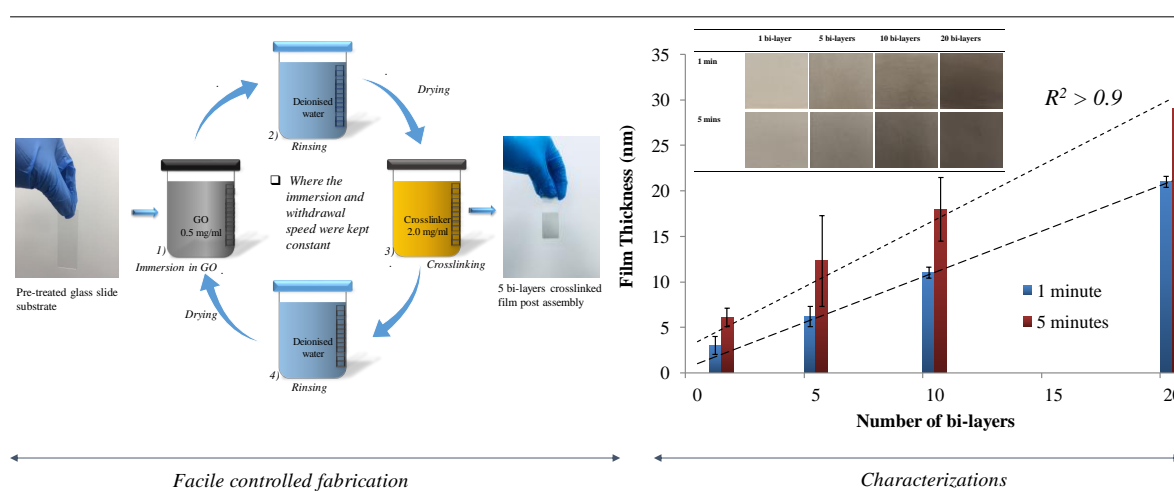 Deionised
water
2)
Rinsing
Drying
GO
0.5 mg/ml
1)
Immersion in GO
❑ Where the
immersion and
withdrawal
speed were kept
constant
Crosslinker
2.0 mg/ml
3)
Crosslinking
Pre-treated glass slide
substrate
5 bi-layers crosslinked
film post assembly
Drying
Deionised
water
4)
Rinsing
Facile controlled fabrication
1 bi-layer 5 bi-layers 10 bi-layers 20 bi-layers
1 min
5 mins
R² > 0.9
Film Thickness (nm)
35
30
25
20
15
10
5
0
1 minute
5 minutes
0 5 10 15 20
Number of bi-layers
Characterizations